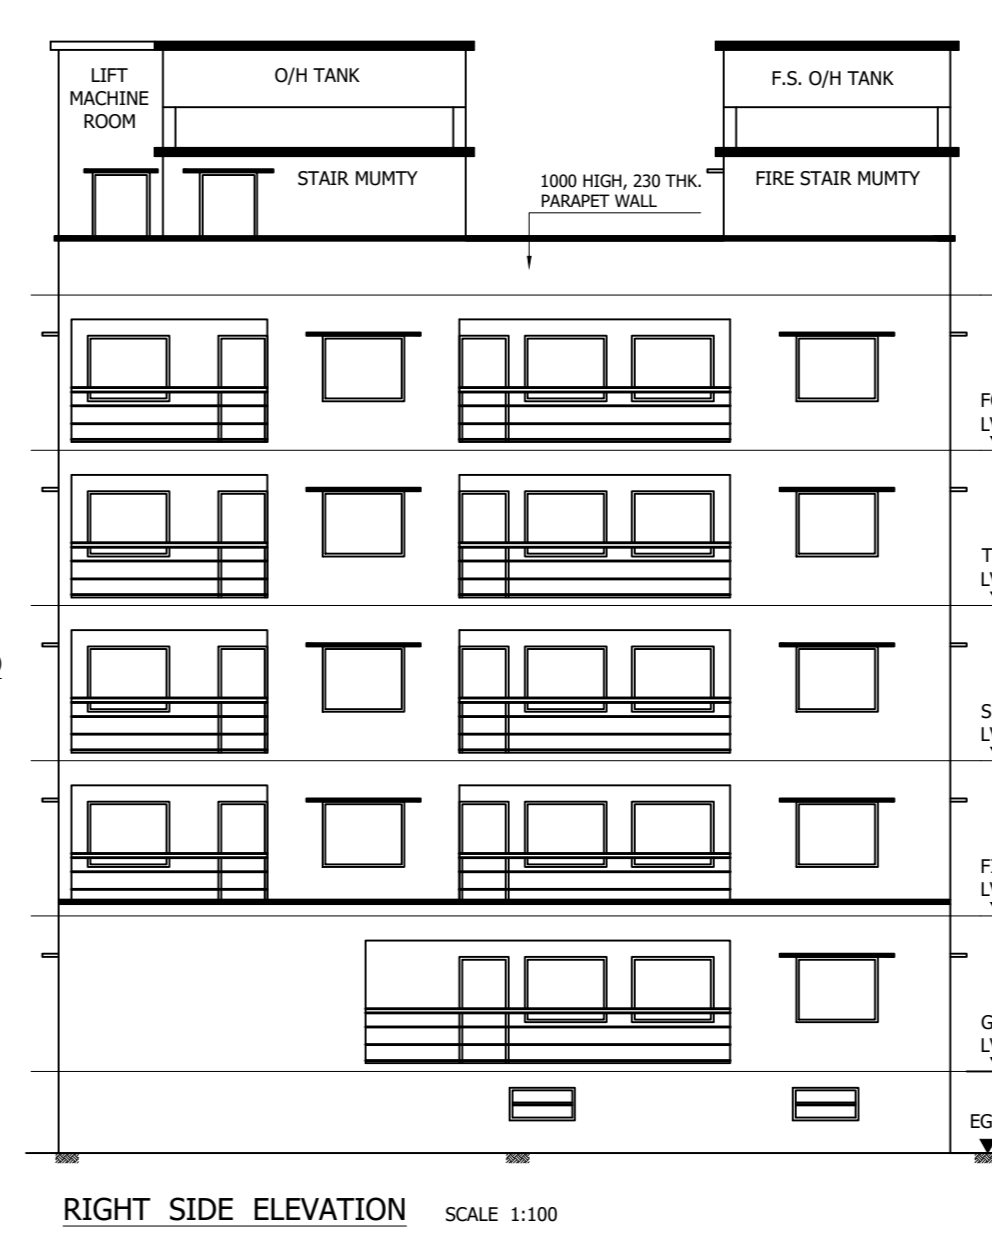 LIFT
MACHINE
ROOM
O/H TANK
F.S. O/H TANK
STAIR MUMTY
1000 HIGH, 230 THK.
PARAPET WALL
FIRE STAIR MUMTY
EG
RIGHT SIDE ELEVATION
SCALE 1:100